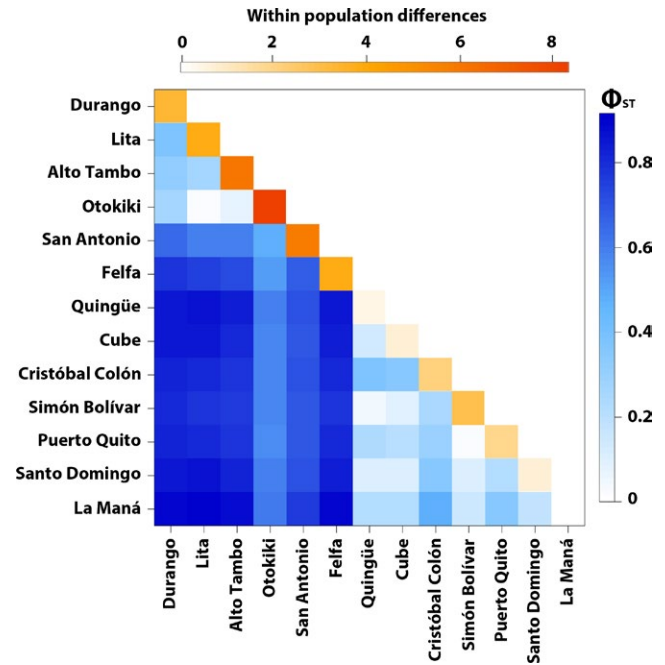 Within population differences
0 2 4 6 8
Durango
Lita
Alto Tambo
Otokiki
San Antonio
Felfa
Quingüe
Cube
Cristóbal Colón
Simón Bolívar
Puerto Quito
Santo Domingo
La Maná
ΦST
0.8
0.6
0.4
0.2
0
Durango
Lita
Alto Tambo
Otokiki
San Antonio
Felfa
Quingüe
Cube
Cristóbal Colón
Simón Bolívar
Puerto Quito
Santo Domingo
La Maná